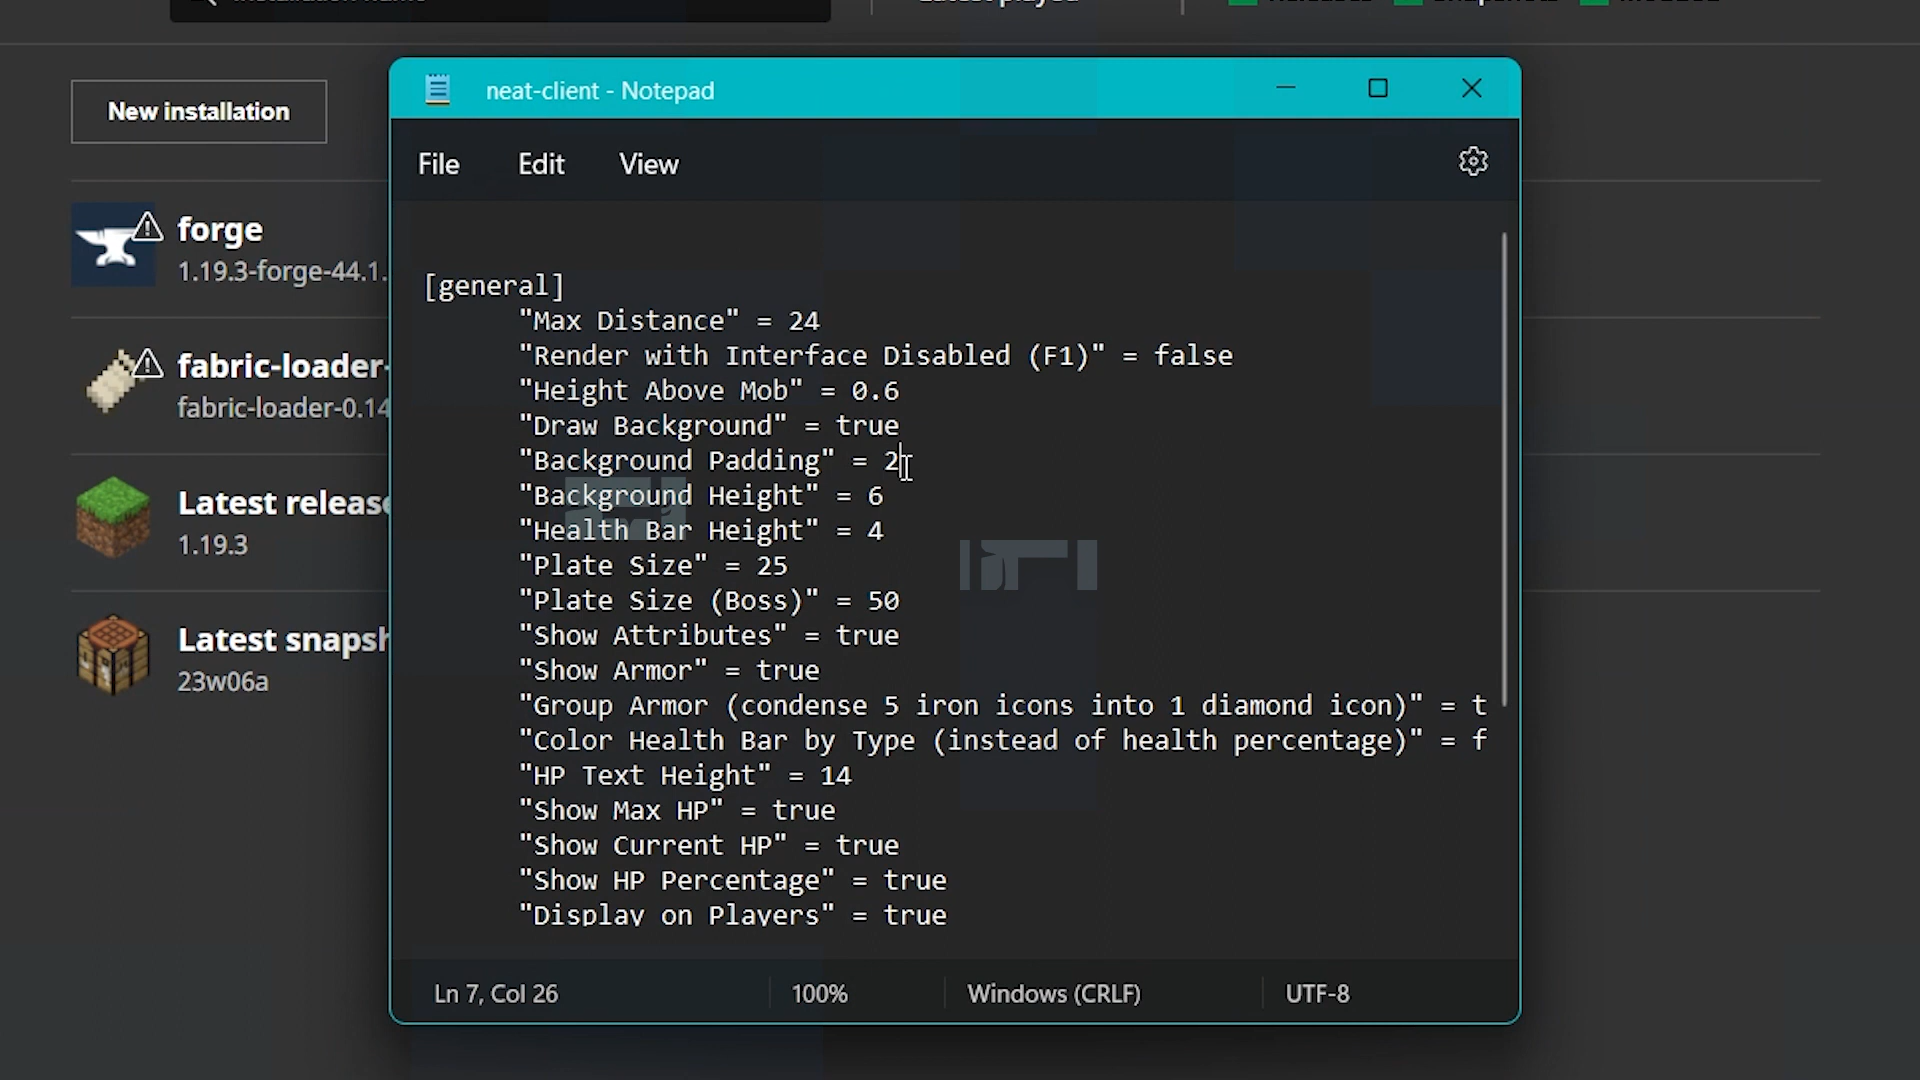 neat-client - Notepad
New installation
File Edit View
forge
1.19.3-forge-44.1.
fabric-loader-
fabric-loader-0.14
Latest release
1.19.3
Latest snapsh
23w06a
[general]
"Max Distance" = 24
"Render with Interface Disabled (F1)" = false
"Height Above Mob" = 0.6
"Draw Background" = true
"Background Padding" = 2
"Background Height" = 6
"Health Bar Height" = 4
"Plate Size" = 25
"Plate Size (Boss)" = 50
"Show Attributes" = true
"Show Armor" = true
"Group Armor (condense 5 iron icons into 1 diamond icon)" = t
"Color Health Bar by Type (instead of health percentage)" = f
"HP Text Height" = 14
"Show Max HP" = true
"Show Current HP" = true
"Show HP Percentage" = true
"Display on Players" = true
Ln 7, Col 26 100% Windows (CRLF) UTF-8